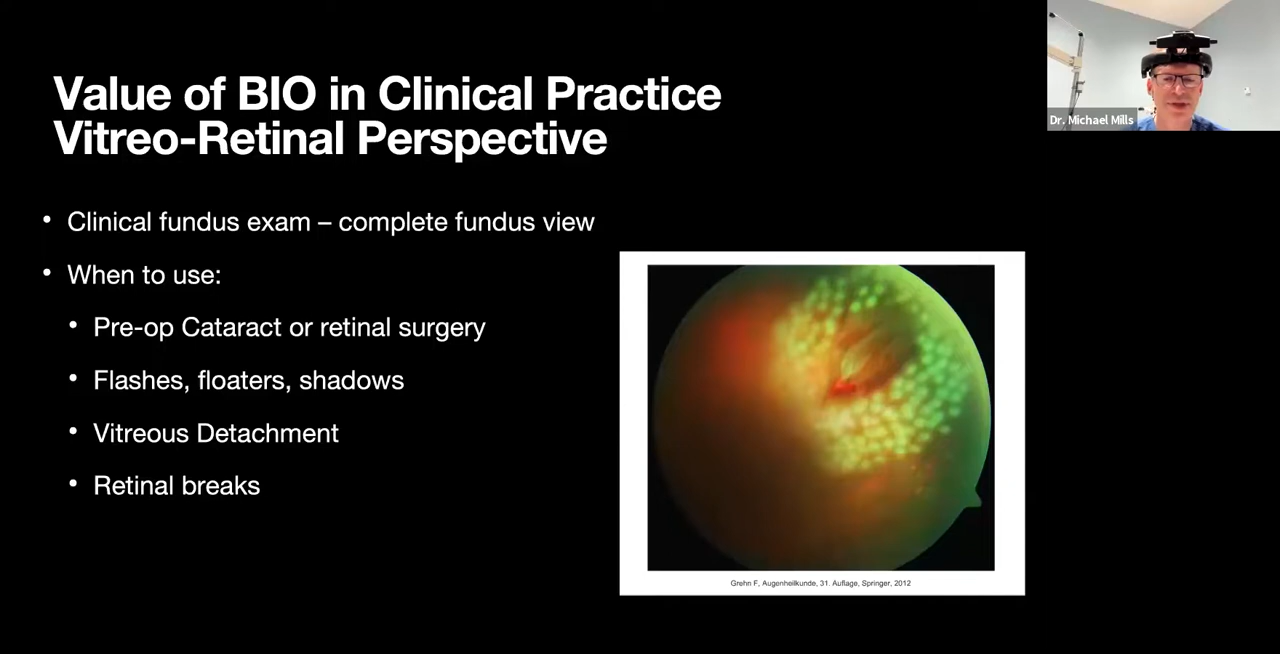 Value of BIO in Clinical Practice
Vitreo-Retinal Perspective
Dr. Michael Mills
• Clinical fundus exam – complete fundus view
• When to use:
• Pre-op Cataract or retinal surgery
• Flashes, floaters, shadows
• Vitreous Detachment
• Retinal breaks
Grehn F, Augenheilkunde, 31. Auflage, Springer, 2012